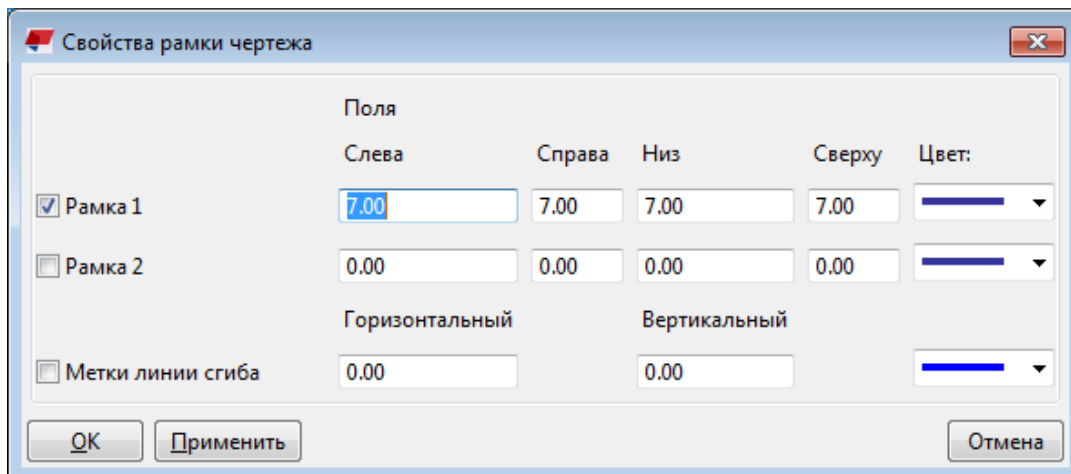 Свойства рамки чертежа
Поля
Слева Справа Низ Сверху Цвет:
Рамка 1 7.00 7.00 7.00 7.00
Рамка 2 0.00 0.00 0.00 0.00
Горизонтальный Вертикальный
Метки линии сгиба 0.00 0.00
OK Применить Отмена